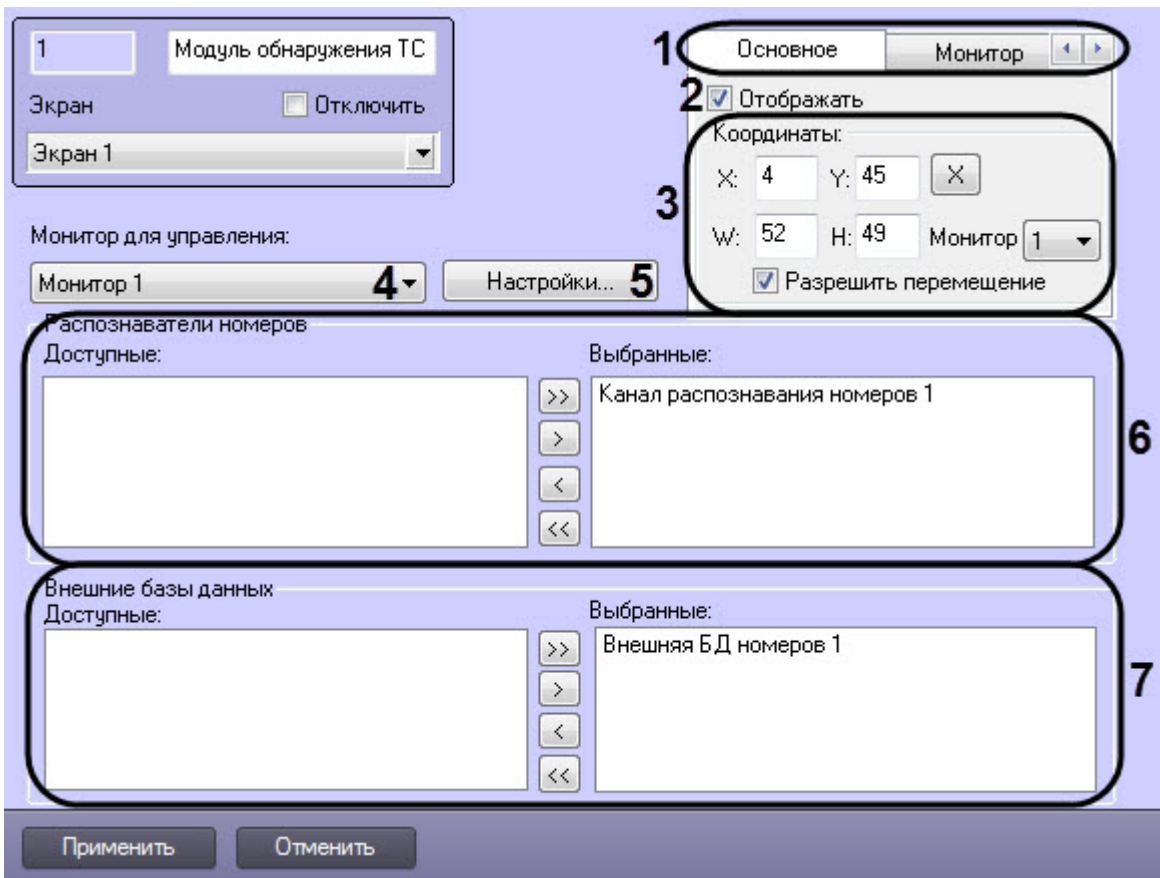 1
Модуль обнаружения ТС
Экран
Отключить
Экран 1
1
Основное
Монитор
2
Отображать
3
Координаты:
X: 4 Y: 45 X
W: 52 H: 49 Монитор 1
Разрешить перемещение
Монитор для управления:
Монитор 1
4
Настройки...
5
Распознаватели номеров
Доступные:
Выбранные:
>>
>
<
<<
Канал распознавания номеров 1
6
Внешние базы данных
Доступные:
Выбранные:
>>
>
<
<<
Внешняя БД номеров 1
7
Применить
Отменить